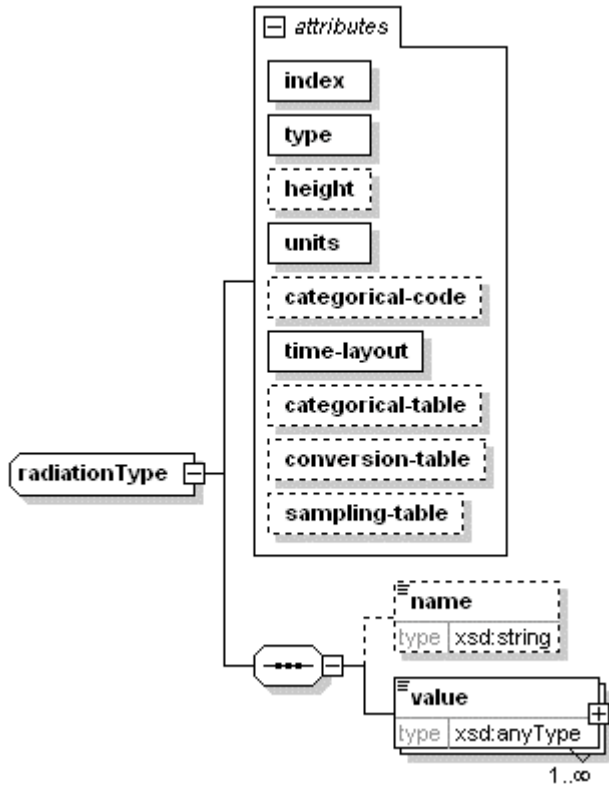 attributes
index
type
height
units
categorical-code
time-layout
categorical-table
conversion-table
sampling-table
radiationType
name
type xsd:string
value
type xsd:anyType
1..∞